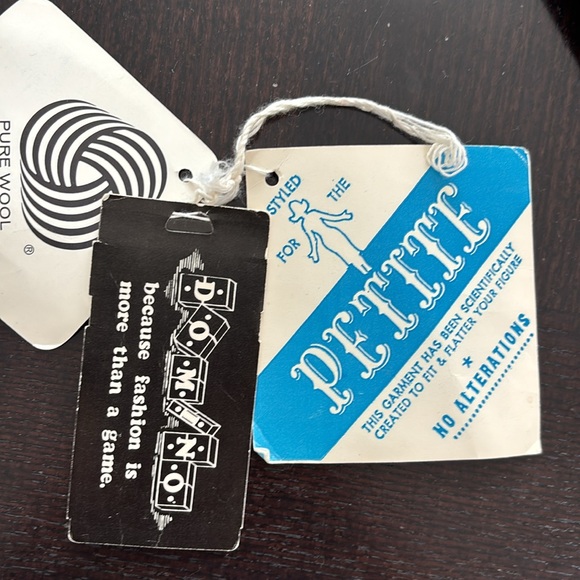 PURE WOOL
®
DOMINO
because fashion is
more than a game.
STYLED
FOR THE
PETITE
THIS GARMENT HAS BEEN SCIENTIFICALLY
CREATED TO FIT & FLATTER YOUR FIGURE
*
NO ALTERATIONS